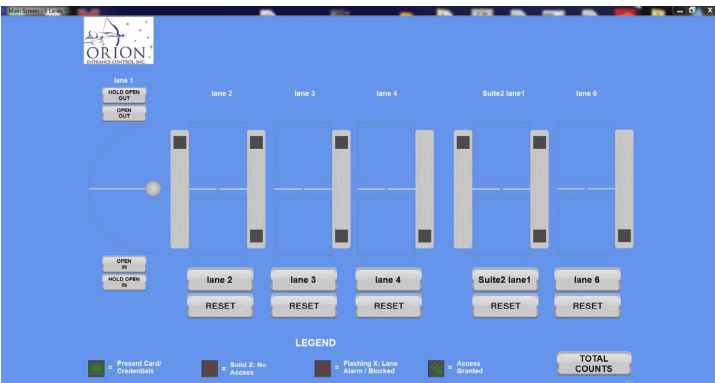 Main Screen - 6 Lanes
ORION
ENTRANCE CONTROL, INC.
lane 1
HOLD OPEN
OUT
OPEN
OUT
lane 2
lane 3
lane 4
Suite2 lane1
lane 6
OPEN
IN
HOLD OPEN
IN
lane 2
lane 3
lane 4
Suite2 lane1
lane 6
RESET
RESET
RESET
RESET
RESET
LEGEND
= Present Card/
Credentials
= Solid X: No
Access
= Flashing X: Lane
Alarm / Blocked
= Access
Granted
TOTAL
COUNTS